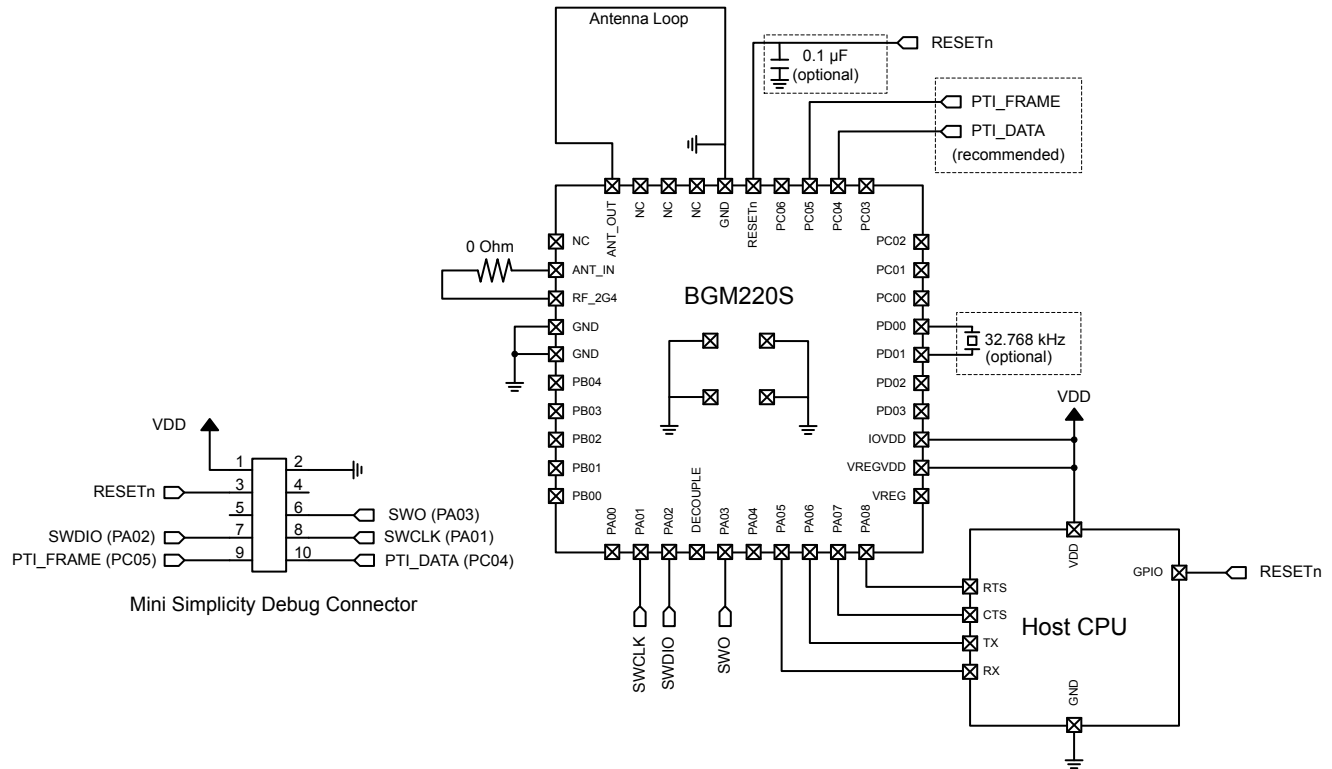 Antenna Loop
RESETn
0.1 µF
(optional)
PTI_FRAME
PTI_DATA
(recommended)
ANT_OUT
NC
NC
NC
GND
RESETn
PC06
PC05
PC04
PC03
NC
ANT_IN
RF_2G4
GND
GND
PB04
PB03
PB02
PB01
PB00
0 Ohm
BGM220S
PC02
PC01
PC00
PD00
PD01
PD02
PD03
IOVDD
VREGVDD
VREG
32.768 kHz
(optional)
VDD
PA00
PA01
PA02
DECOUPLE
PA03
PA04
PA05
PA06
PA07
PA08
SWCLK
SWDIO
SWO
VDD
1
2
RESETn
3
4
5
6
SWO (PA03)
SWDIO (PA02)
7
8
SWCLK (PA01)
PTI_FRAME (PC05)
9
10
PTI_DATA (PC04)
Mini Simplicity Debug Connector
VDD
GPIO
RESETn
RTS
CTS
TX
RX
Host CPU
GND